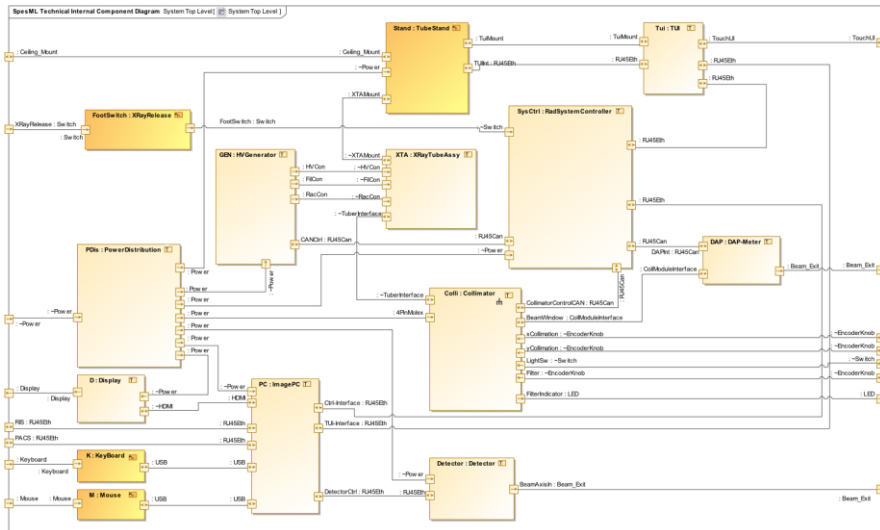 SpesML Technical Internal Component Diagram System Top Level[ System Top Level ]
Stand : TubeStand
Tui : TUI
: Ceiling_Mount
: Ceiling_Mount
: ~Power
: TuiMount
: TuiMount
TUInt : RJ45Eth
: RJ45Eth
: TouchUI
: TouchUI
: RJ45Eth
: RJ45Eth
: XTAMount
FootSwitch : XRayRelease
XRayRelease : Switch
: Switch
FootSwitch : Switch
SysCtrl : RadSystemController
: ~Switch
: RJ45Eth
GEN : HVGenerator
XTA : XRayTubeAssy
: ~XTAMount
: HVCon
: ~HVCon
: FilCon
: ~FilCon
: RacCon
: ~RacCon
: ~TuberInterface
: RJ45Eth
CANCtrl : RJ45Can
: RJ45Can
: ~Power
: RJ45Can
DAPInt : RJ45Can
DAP : DAP-Meter
: Beam_Exit
: Beam_Exit
: CollModuleInterface
: RJ45Can
PDis : PowerDistribution
: Power
: ~Power
: Power
: Power
: Power
: Power
: Power
: Power
: ~Power
Colli : Collimator
: ~TuberInterface
: 4PinMolex
CollimatorControlCAN : RJ45Can
BeamWindow : CollModuleInterface
xCollimation : ~EncoderKnob
: ~EncoderKnob
yCollimation : ~EncoderKnob
: ~EncoderKnob
LightSw : ~Switch
: ~Switch
Filter : ~EncoderKnob
: ~EncoderKnob
FilterIndicator : LED
: LED
D : Display
: Display
: Display
: ~Power
: ~HDMI
PC : ImagePC
: ~Power
: HDMI
Ctrl-Interface : RJ45Eth
TUI-Interface : RJ45Eth
RIS : RJ45Eth
: RJ45Eth
PACS : RJ45Eth
: RJ45Eth
K : KeyBoard
: Keyboard
: Keyboard
: USB
: USB
M : Mouse
: Mouse
: Mouse
: USB
: USB
DetectorCtrl : RJ45Eth
: RJ45Eth
: ~Power
Detector : Detector
BeamAxisIn : Beam_Exit
: Beam_Exit